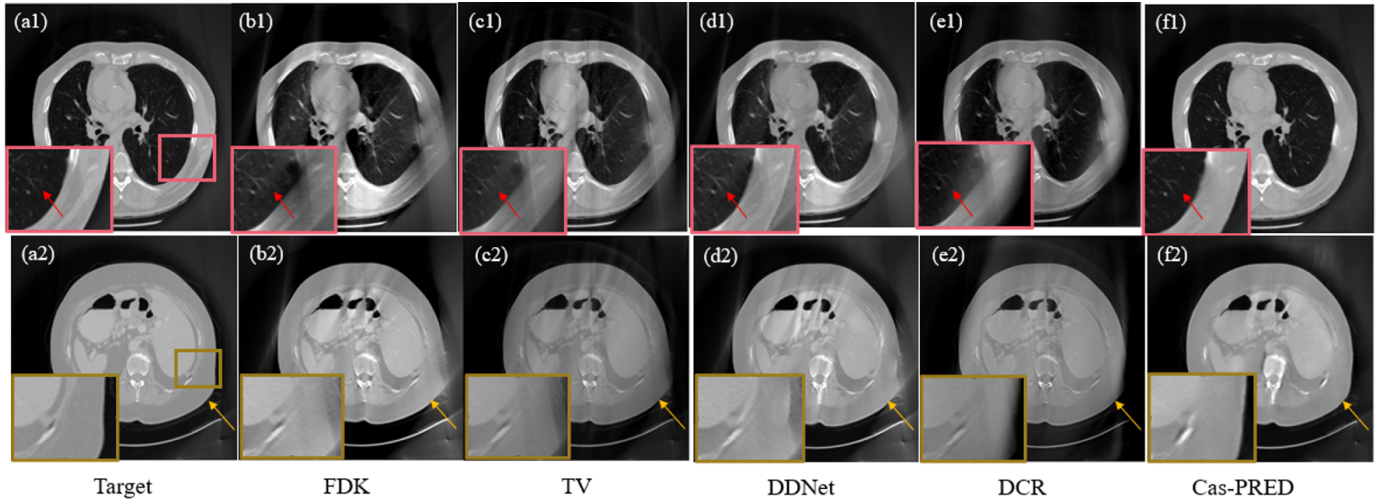 (a1) (b1) (c1) (d1) (e1) (f1)
(a2) (b2) (c2) (d2) (e2) (f2)
Target FDK TV DDNet DCR Cas-PRED